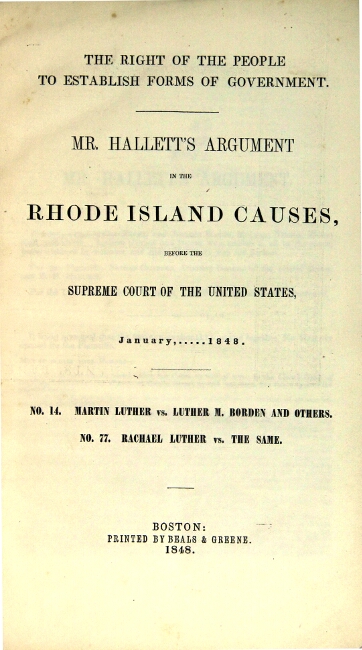 THE RIGHT OF THE PEOPLE
TO ESTABLISH FORMS OF GOVERNMENT.
MR. HALLETT'S ARGUMENT
IN THE
RHODE ISLAND CAUSES,
BEFORE THE
SUPREME COURT OF THE UNITED STATES,
January,.....1848.
NO. 14. MARTIN LUTHER vs. LUTHER M. BORDEN AND OTHERS.
NO. 77. RACHAEL LUTHER vs. THE SAME.
BOSTON:
PRINTED BY BEALS & GREENE.
1848.